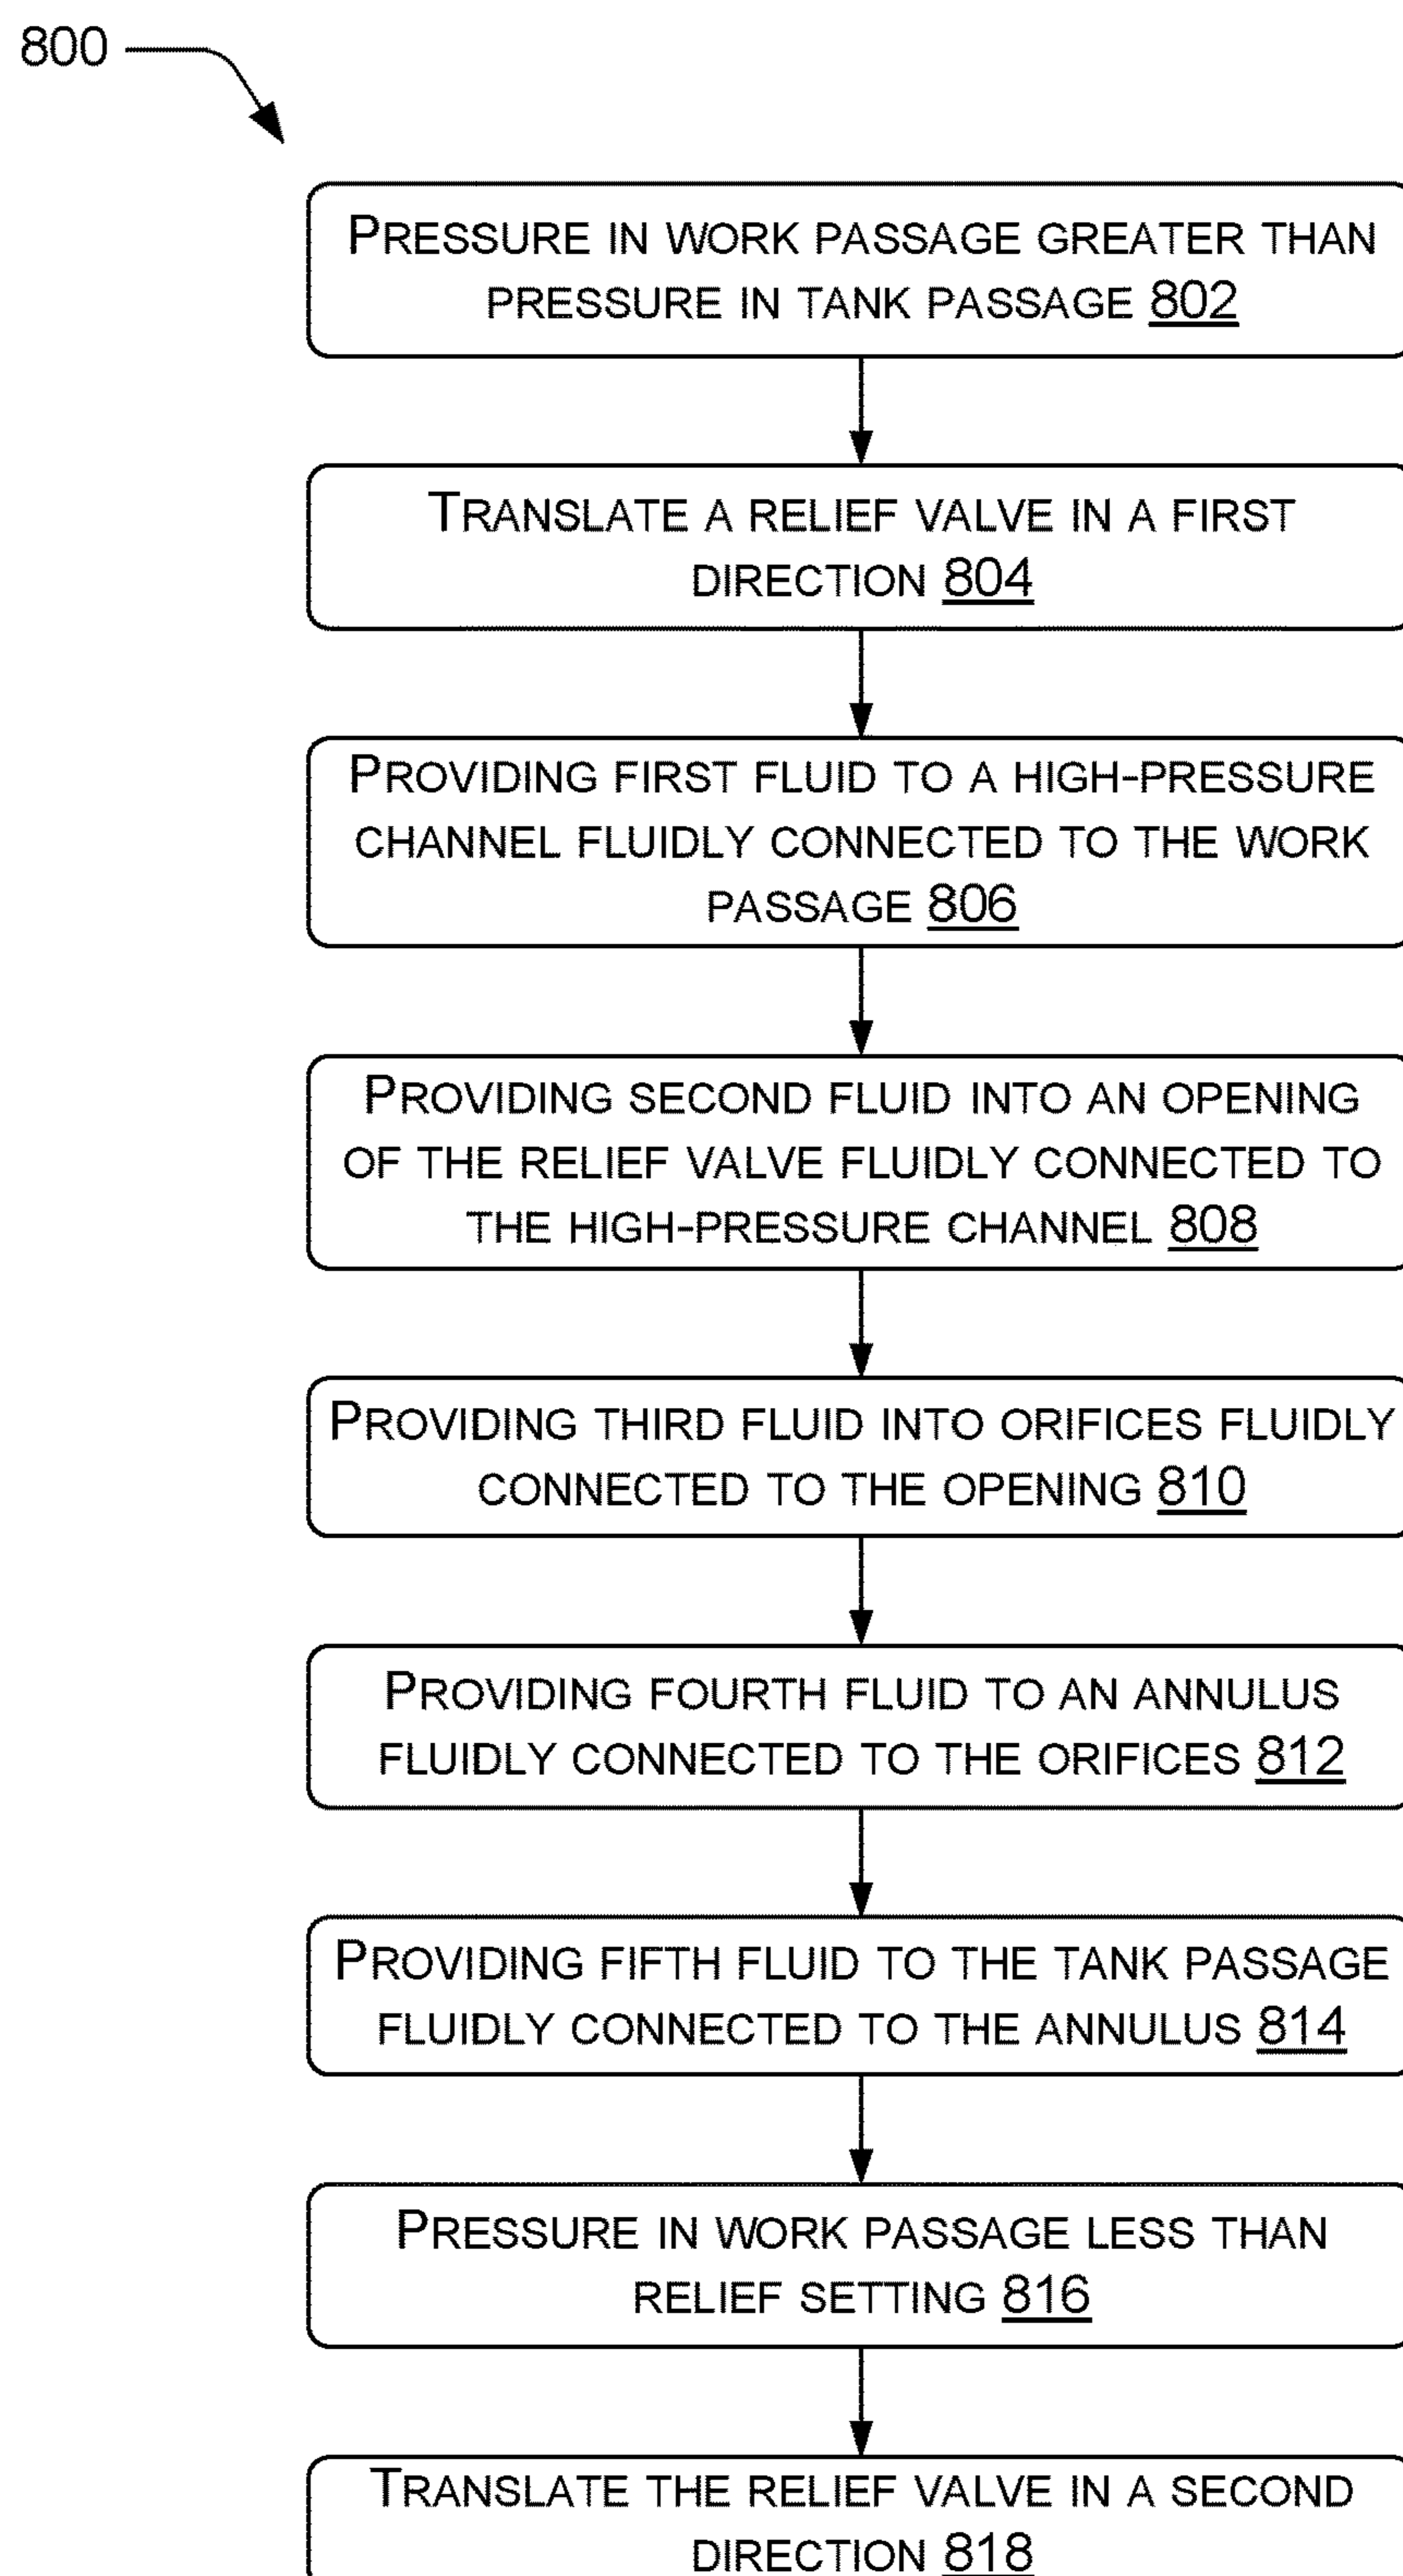 800
PRESSURE IN WORK PASSAGE GREATER THAN
PRESSURE IN TANK PASSAGE 802
TRANSLATE A RELIEF VALVE IN A FIRST
DIRECTION 804
PROVIDING FIRST FLUID TO A HIGH-PRESSURE
CHANNEL FLUIDLY CONNECTED TO THE WORK
PASSAGE 806
PROVIDING SECOND FLUID INTO AN OPENING
OF THE RELIEF VALVE FLUIDLY CONNECTED TO
THE HIGH-PRESSURE CHANNEL 808
PROVIDING THIRD FLUID INTO ORIFICES FLUIDLY
CONNECTED TO THE OPENING 810
PROVIDING FOURTH FLUID TO AN ANNULUS
FLUIDLY CONNECTED TO THE ORIFICES 812
PROVIDING FIFTH FLUID TO THE TANK PASSAGE
FLUIDLY CONNECTED TO THE ANNULUS 814
PRESSURE IN WORK PASSAGE LESS THAN
RELIEF SETTING 816
TRANSLATE THE RELIEF VALVE IN A SECOND
DIRECTION 818